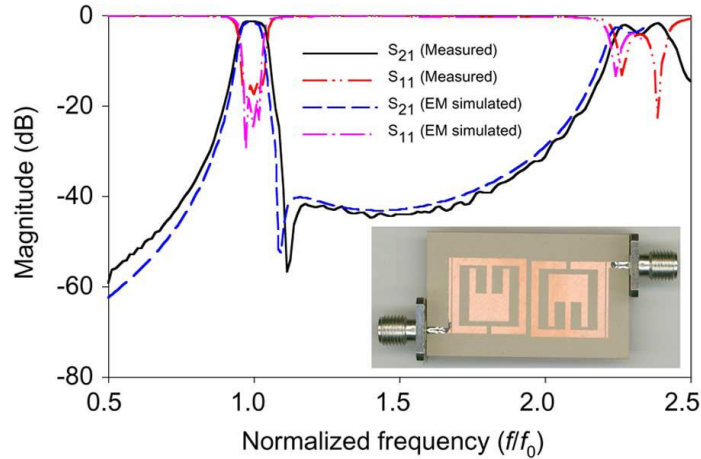 0
-20
-40
-60
-80
Magnitude (dB)
S21 (Measured)
S11 (Measured)
S21 (EM simulated)
S11 (EM simulated)
0.5 1.0 1.5 2.0 2.5
Normalized frequency (f/f0)